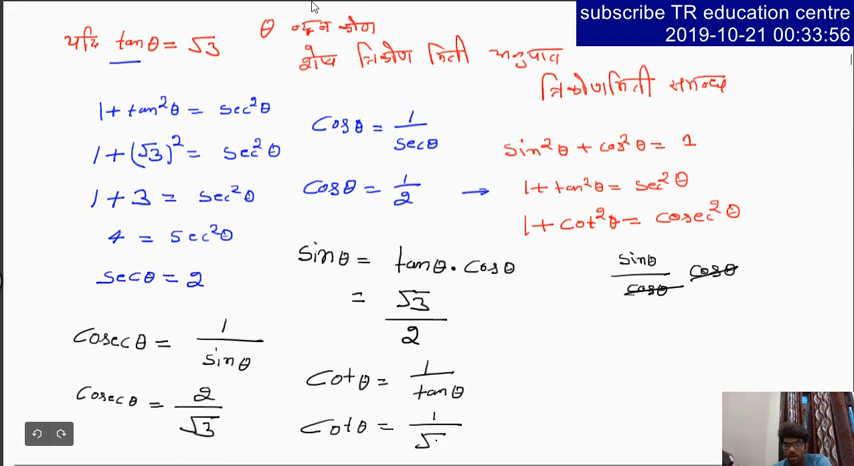 subscribe TR education centre
2019-10-21 00:33:56
यदि tanθ = √3 θ न्यून कोण
शेष त्रिकोण मिती अनुपात
त्रिकोणमिती सम्बन्ध
1 + tan²θ = sec²θ
1 + (√3)² = sec²θ
1 + 3 = sec²θ
4 = sec²θ
secθ = 2
Cosθ = 1/secθ
Cosθ = 1/2 →
sin²θ + cos²θ = 1
1 + tan²θ = sec²θ
1 + cot²θ = cosec²θ
Sinθ = tanθ · cosθ
= √3/2
sinθ/cosθ cosθ
Cosecθ = 1/sinθ
Cosecθ = 2/√3
Cotθ = 1/tanθ
Cotθ = 1/√